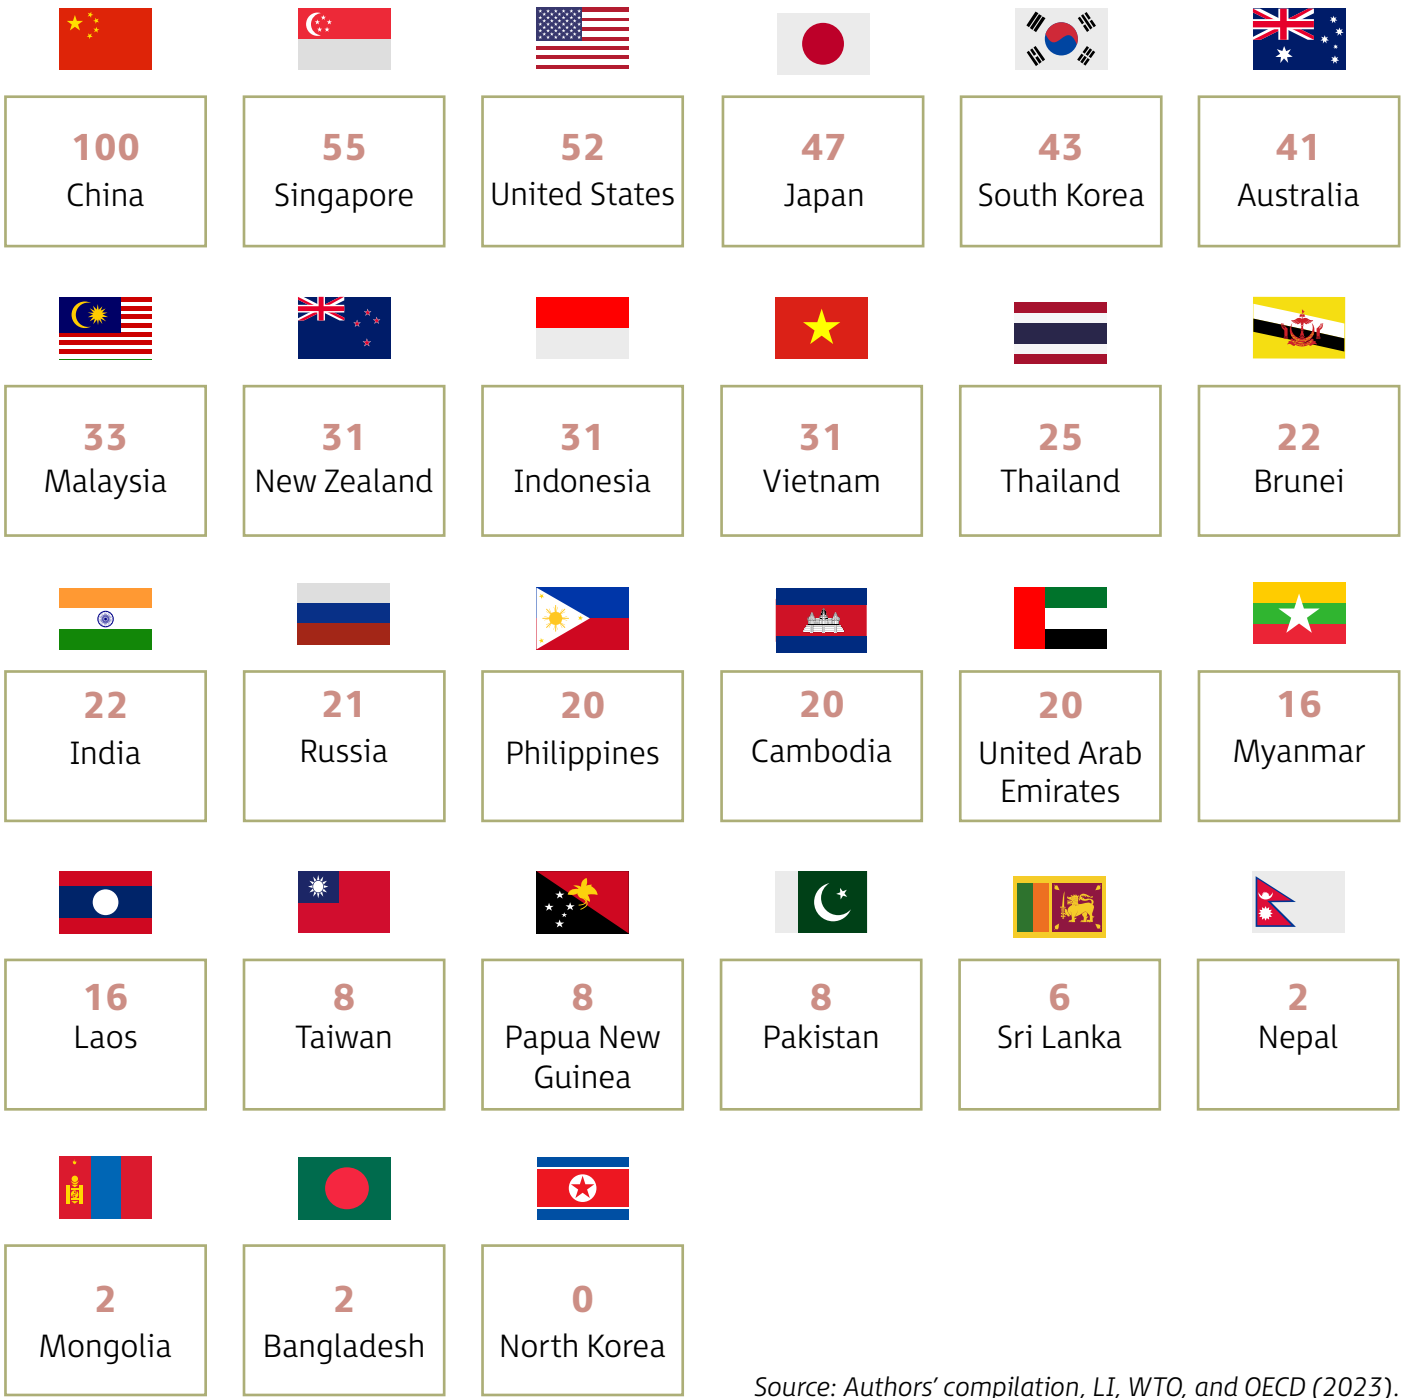 100
China
55
Singapore
52
United States
47
Japan
43
South Korea
41
Australia
33
Malaysia
31
New Zealand
31
Indonesia
31
Vietnam
25
Thailand
22
Brunei
22
India
21
Russia
20
Philippines
20
Cambodia
20
United Arab
Emirates
16
Myanmar
16
Laos
8
Taiwan
8
Papua New
Guinea
8
Pakistan
6
Sri Lanka
2
Nepal
2
Mongolia
2
Bangladesh
0
North Korea
Source: Authors’ compilation, LI, WTO, and OECD (2023).